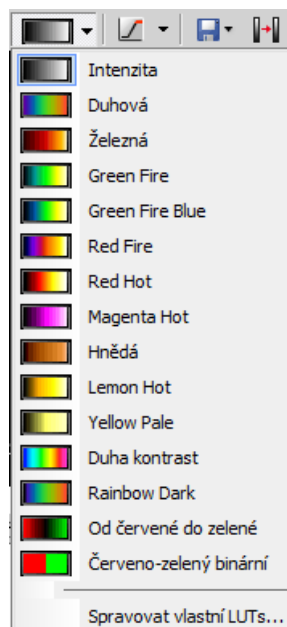 Intenzita
Duhová
Železná
Green Fire
Green Fire Blue
Red Fire
Red Hot
Magenta Hot
Hnědá
Lemon Hot
Yellow Pale
Duha kontrast
Rainbow Dark
Od červené do zelené
Červeno-zelený binární
Spravovat vlastní LUTs...